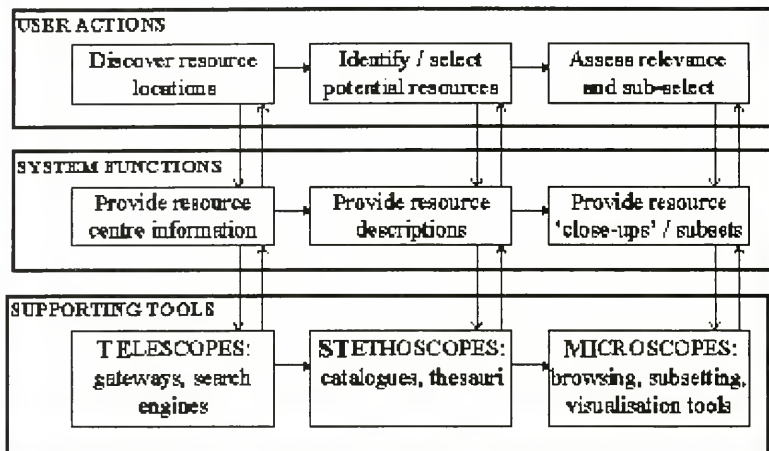 USER ACTIONS
Discover resource
locations
Identify / select
potential resources
Assess relevance
and sub-select
SYSTEM FUNCTIONS
Provide resource
centre information
Provide resource
descriptions
Provide resource
'close-ups' / subsets
SUPPORTING TOOLS
TELESCOPES:
gateways, search
engines
STETHOSCOPES:
catalogues, thesauri
MICROSCOPES:
browsing, subsetting,
visualisation tools